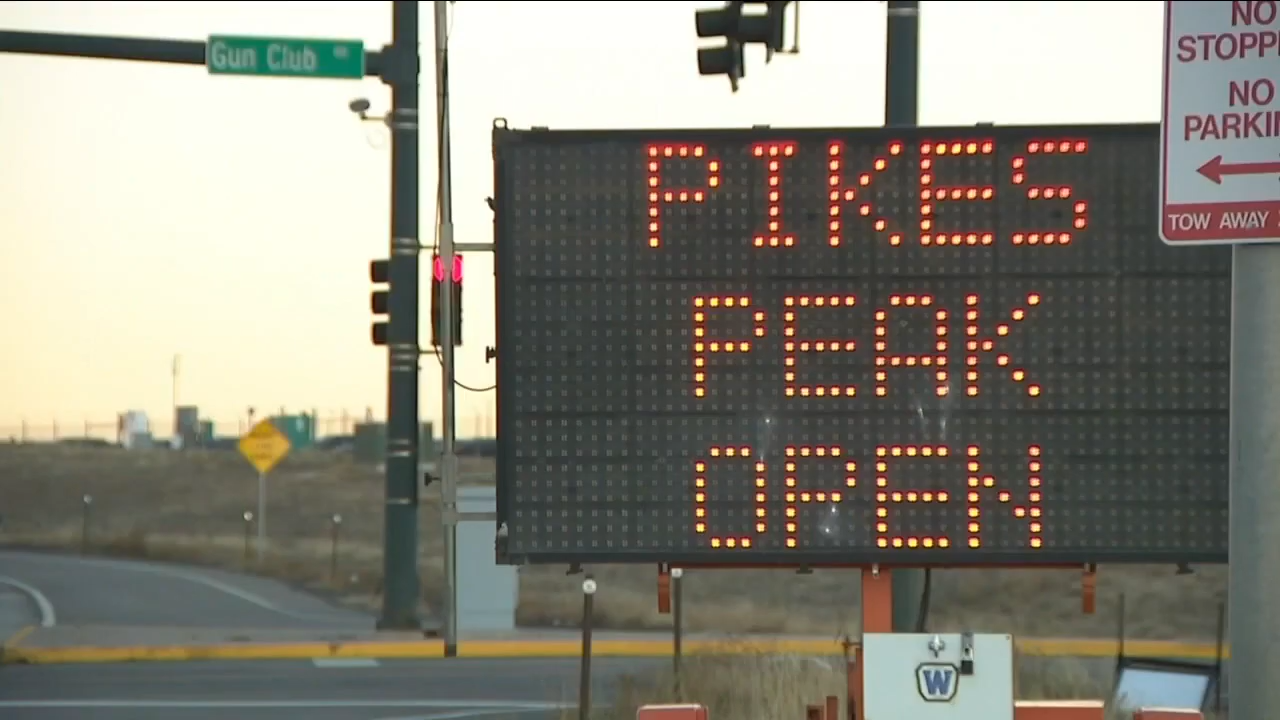 Gun Club
PIKES
PEAK
OPEN
NO
STOPPI
NO
PARKIN
TOW AWAY
W